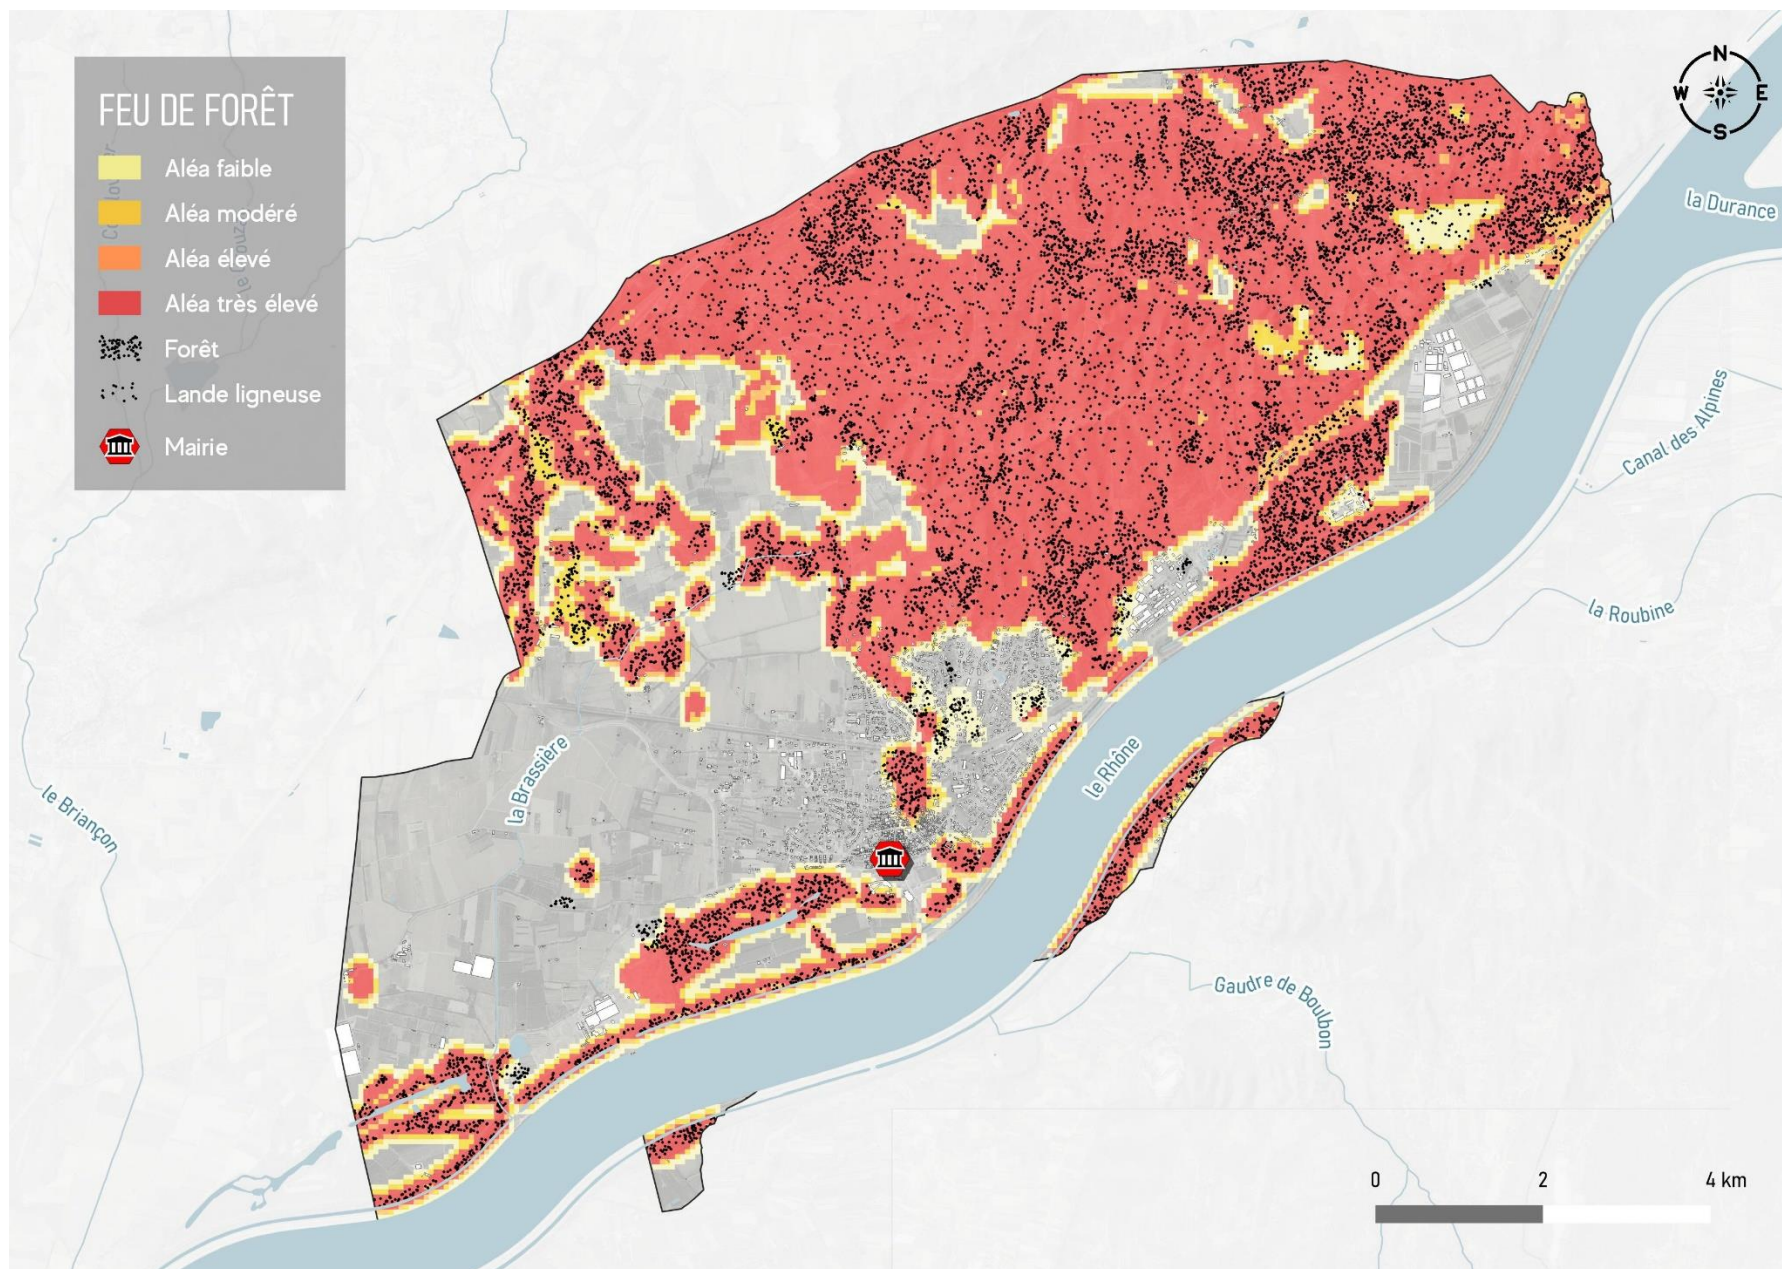 FEU DE FORÊT
Aléa faible
Aléa modéré
Aléa élevé
Aléa très élevé
Forêt
Lande ligneuse
Mairie
N
W
E
S
la Durance
Canal des Alpines
la Roubine
le Rhône
la Brassière
le Briançon
Gaudre de Boulbon
0
2
4 km